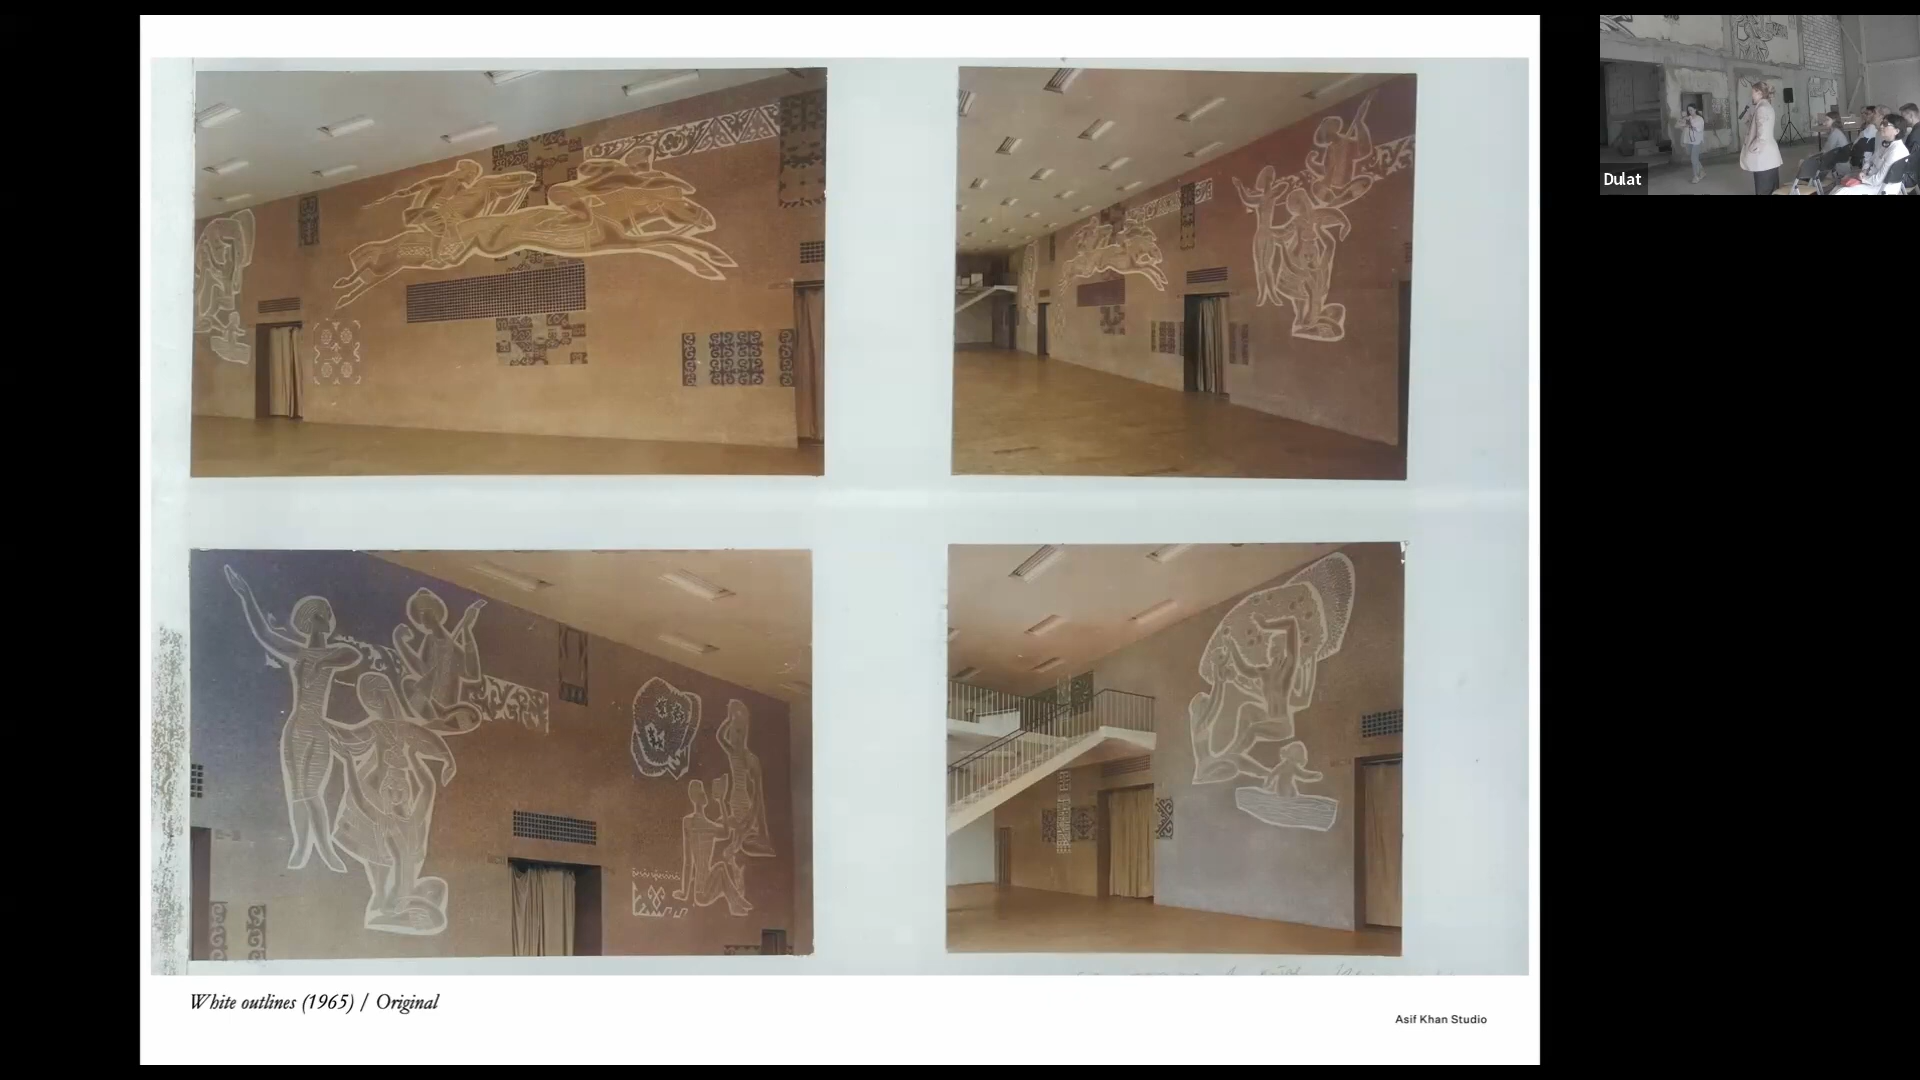 Dulat
White outlines (1965) / Original
Asif Khan Studio